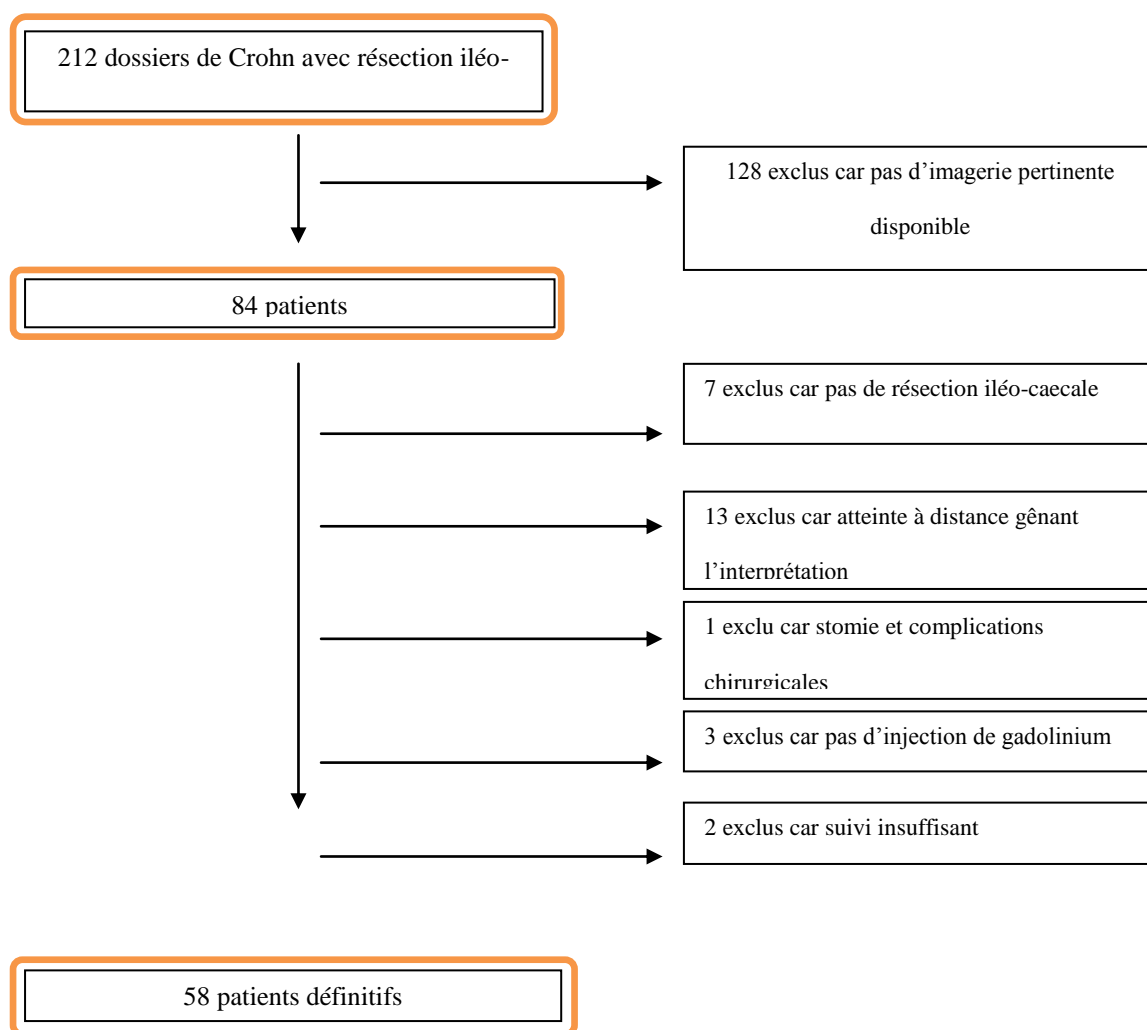 212 dossiers de Crohn avec résection iléo-
128 exclus car pas d’imagerie pertinente
disponible
84 patients
7 exclus car pas de résection iléo-caecale
13 exclus car atteinte à distance gênant
l’interprétation
1 exclu car stomie et complications
chirurgicales
3 exclus car pas d’injection de gadolinium
2 exclus car suivi insuffisant
58 patients définitifs